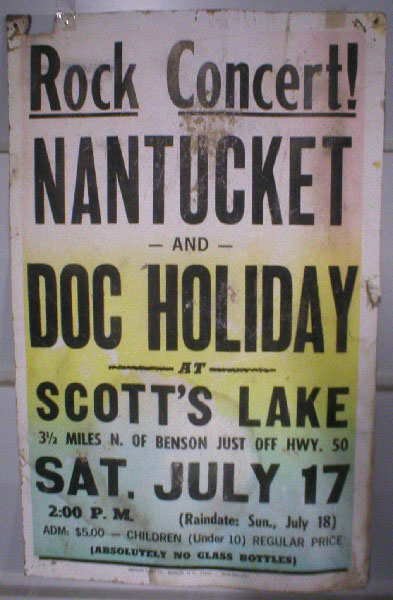 Rock Concert!
NANTUCKET
— AND —
DOC HOLIDAY
AT
SCOTT'S LAKE
3½ MILES N. OF BENSON JUST OFF HWY. 50
SAT. JULY 17
2:00 P. M.
(Raindate: Sun., July 18)
ADM: $5.00 — CHILDREN (Under 10) REGULAR PRICE
(ABSOLUTELY NO GLASS BOTTLES)